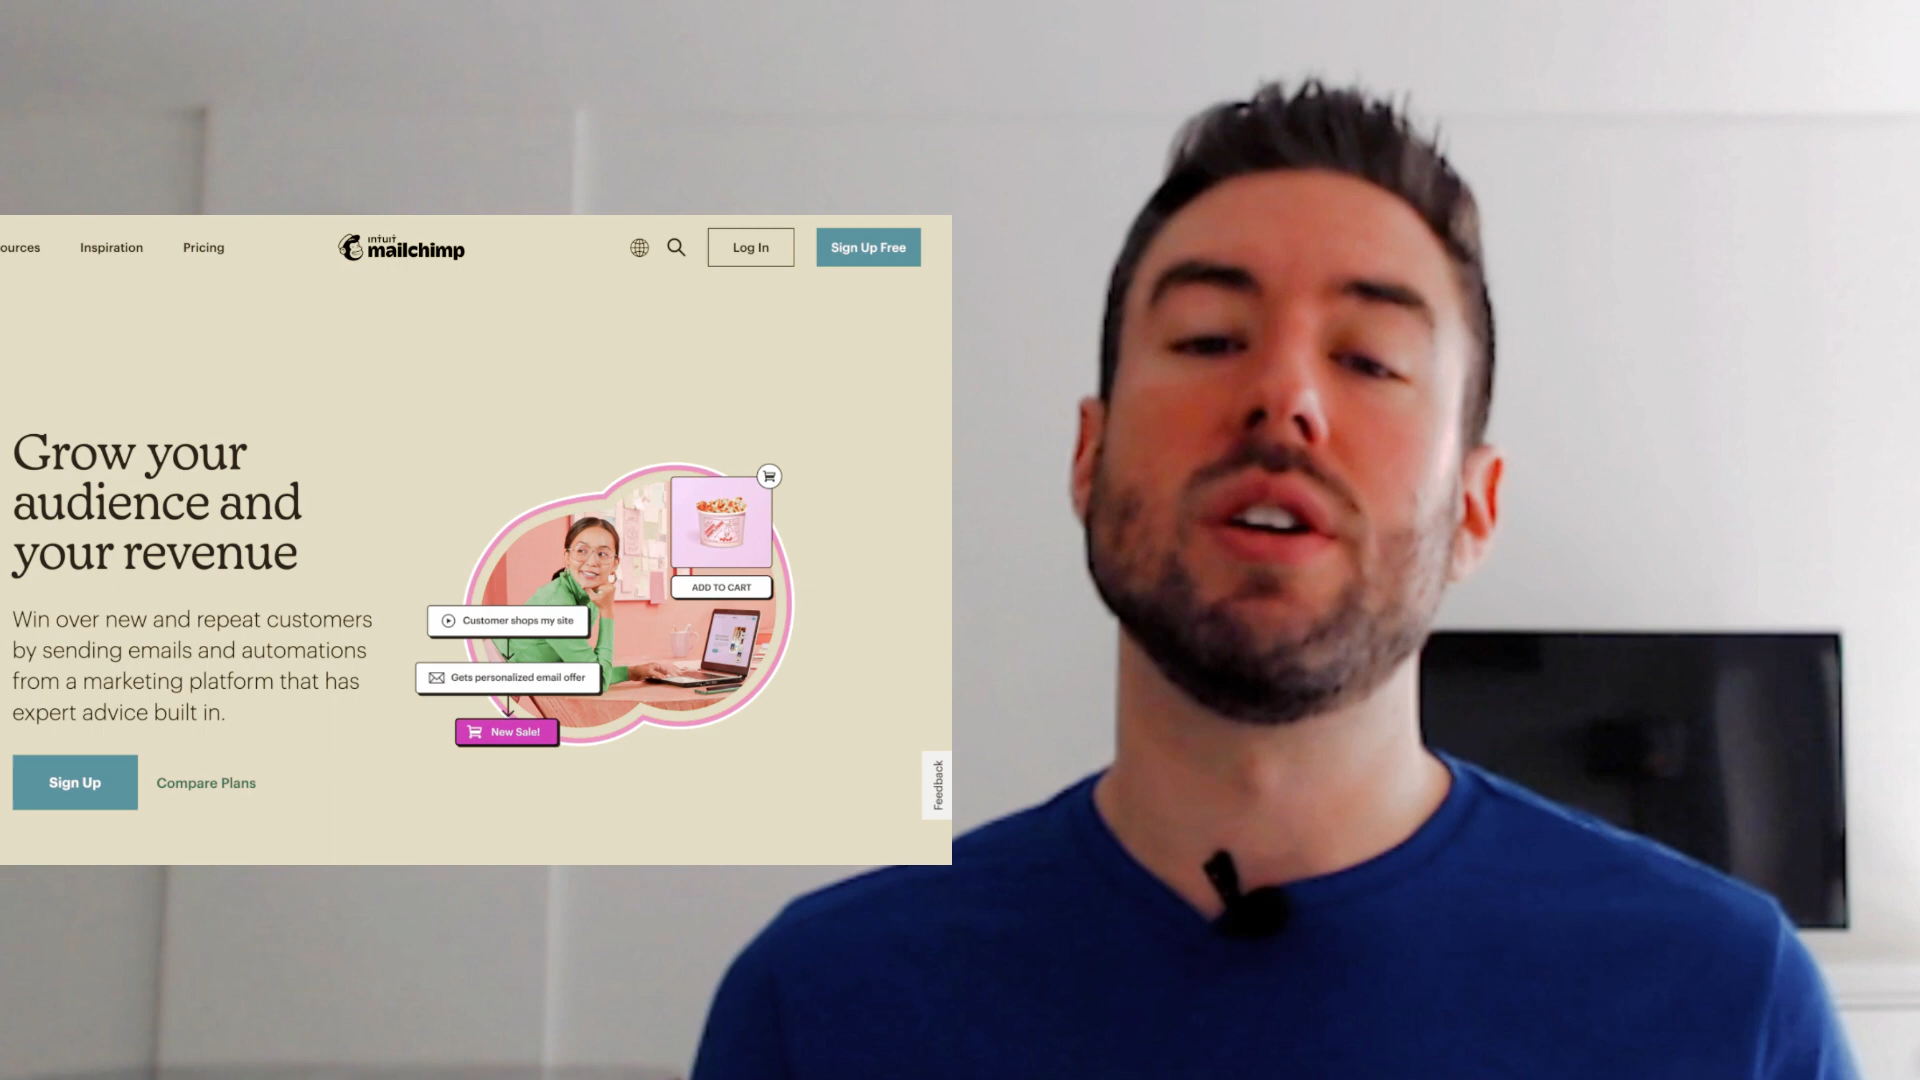 ources
Inspiration
Pricing
intuit
mailchimp
Log In
Sign Up Free
Grow your
audience and
your revenue
Win over new and repeat customers
by sending emails and automations
from a marketing platform that has
expert advice built in.
Sign Up
Compare Plans
ADD TO CART
Customer shops my site
Gets personalized email offer
New Sale!
Feedback